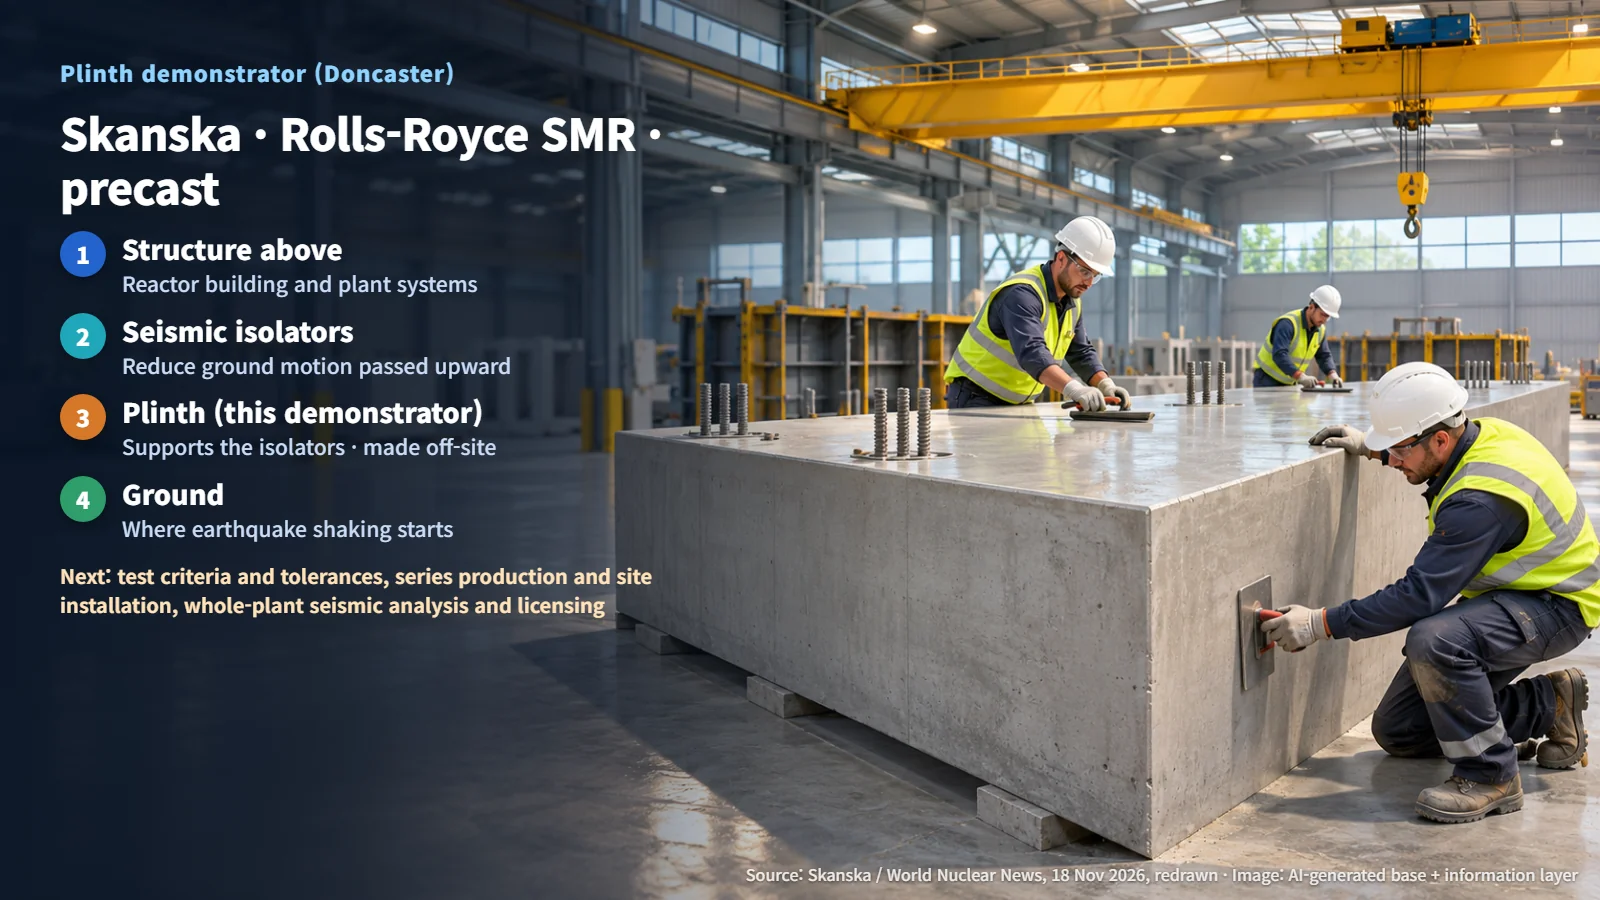 Plinth demonstrator (Doncaster)
Skanska · Rolls-Royce SMR ·
precast
1
Structure above
Reactor building and plant systems
2
Seismic isolators
Reduce ground motion passed upward
3
Plinth (this demonstrator)
Supports the isolators · made off-site
4
Ground
Where earthquake shaking starts
Next: test criteria and tolerances, series production and site
installation, whole-plant seismic analysis and licensing
Source: Skanska / World Nuclear News, 18 Nov 2026, redrawn · Image: AI-generated base + information layer